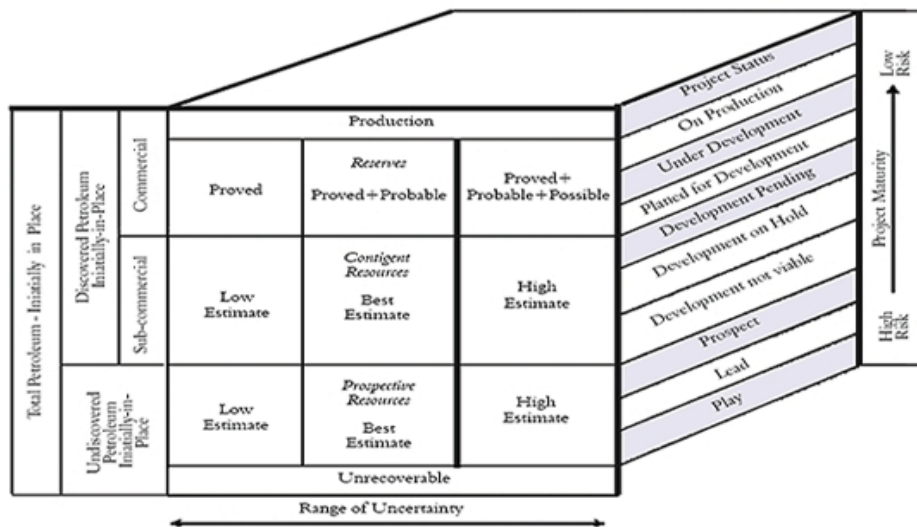 Total Petroleum - Iniatially in Place
Discovered Petroleum
Iniatially-in-Place
Commercial
Sub-commercial
Undiscovered
Petroleum
Iniatially-in-
Place
Production
Proved
Reserves
Proved+Probable
Proved+
Probable+Possible
Low
Estimate
Contigent
Resources
Best
Estimate
High
Estimate
Low
Estimate
Prospective
Resources
Best
Estimate
High
Estimate
Unrecoverable
Range of Uncertainty
Project Status
On Production
Under Development
Planed for Development
Development Pending
Development on Hold
Development not viable
Prospect
Lead
Play
Low
Risk
Project Maturity
High
Risk